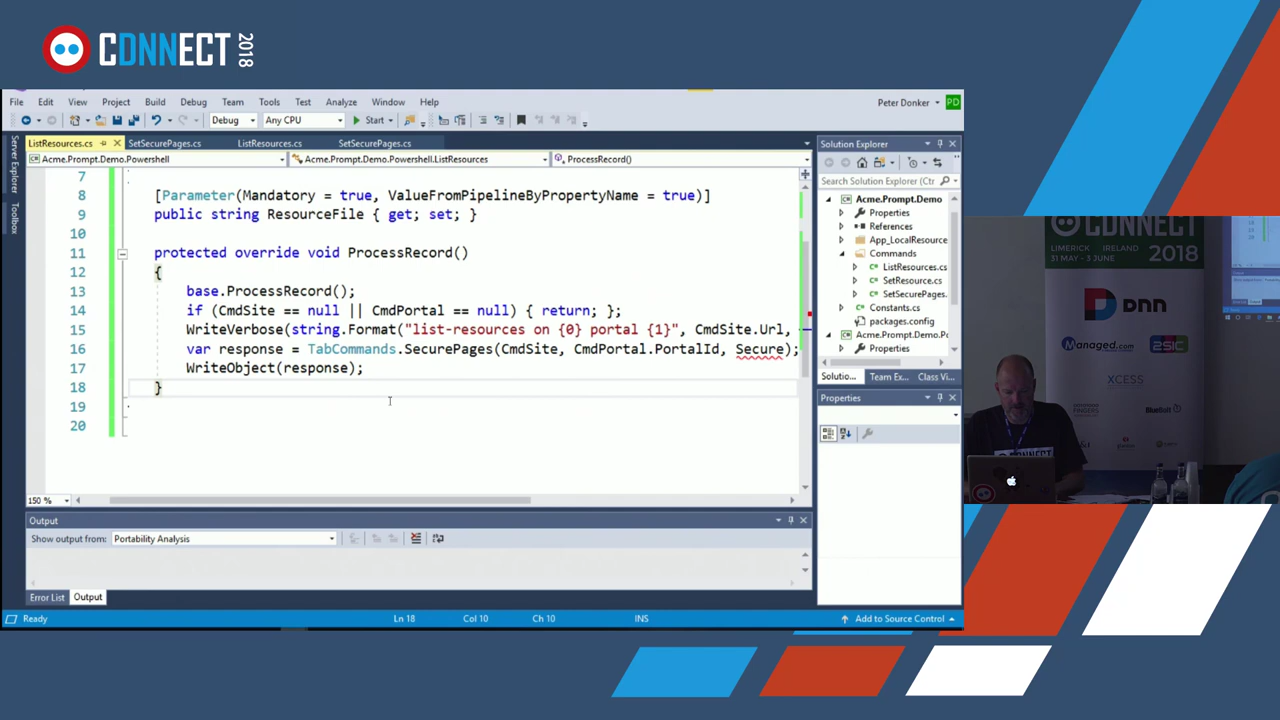 CDNNECT 2018
File Edit View Project Build Debug Team Tools Test Analyze Window Help
Peter Donker PD
Debug Any CPU Start
Server Explorer
Toolbox
ListResources.cs SetSecurePages.cs ListResources.cs SetSecurePages.cs
Acme.Prompt.Demo.Powershell Acme.Prompt.Demo.Powershell.ListResources ProcessRecord()
7
8 [Parameter(Mandatory = true, ValueFromPipelineByPropertyName = true)]
9 public string ResourceFile { get; set; }
10
11 protected override void ProcessRecord()
12 {
13 base.ProcessRecord();
14 if (CmdSite == null || CmdPortal == null) { return; };
15 WriteVerbose(string.Format("list-resources on {0} portal {1}", CmdSite.Url,
16 var response = TabCommands.SecurePages(CmdSite, CmdPortal.PortalId, Secure);
17 WriteObject(response);
18 }
19
20
150 %
Output
Show output from: Portability Analysis
Error List Output
Ready Ln 18 Col 10 Ch 10 INS Add to Source Control
Solution Explorer
Search Solution Explorer (Ctr
Acme.Prompt.Demo
Properties
References
App_LocalResource
Commands
ListResources.cs
SetResource.cs
SetSecurePages.
Constants.cs
packages.config
Acme.Prompt.Demo.P
Properties
Solutio... Team Ex... Class Vi...
Properties
CDNNECT
LIMERICK IRELAND
31 MAY - 3 JUNE 2018
dnn
Managed.com 2SIC
XCESS
BlueBolt
CONNECT